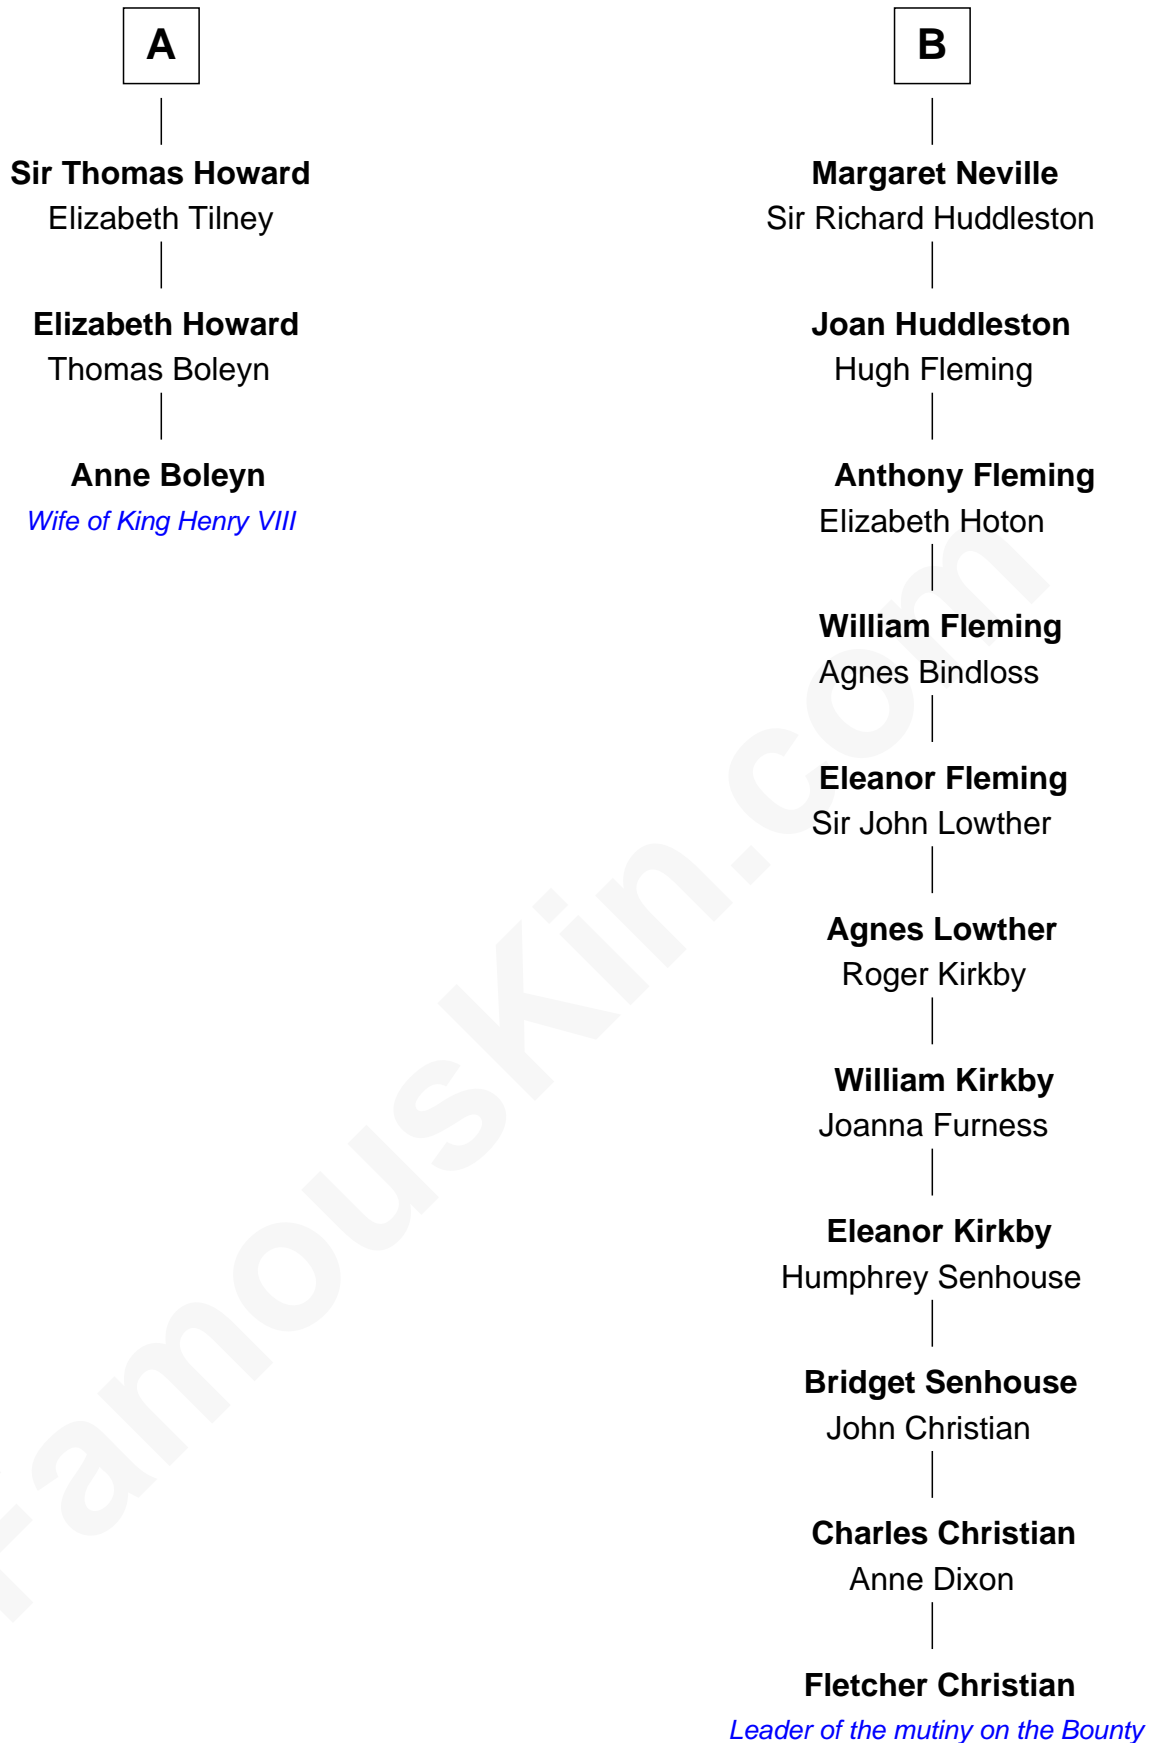 A
Sir Thomas Howard
Elizabeth Tilney
Elizabeth Howard
Thomas Boleyn
Anne Boleyn
Wife of King Henry VIII
B
Margaret Neville
Sir Richard Huddleston
Joan Huddleston
Hugh Fleming
Anthony Fleming
Elizabeth Hoton
William Fleming
Agnes Bindloss
Eleanor Fleming
Sir John Lowther
Agnes Lowther
Roger Kirkby
William Kirkby
Joanna Furness
Eleanor Kirkby
Humphrey Senhouse
Bridget Senhouse
John Christian
Charles Christian
Anne Dixon
Fletcher Christian
Leader of the mutiny on the Bounty
FamousKin.com